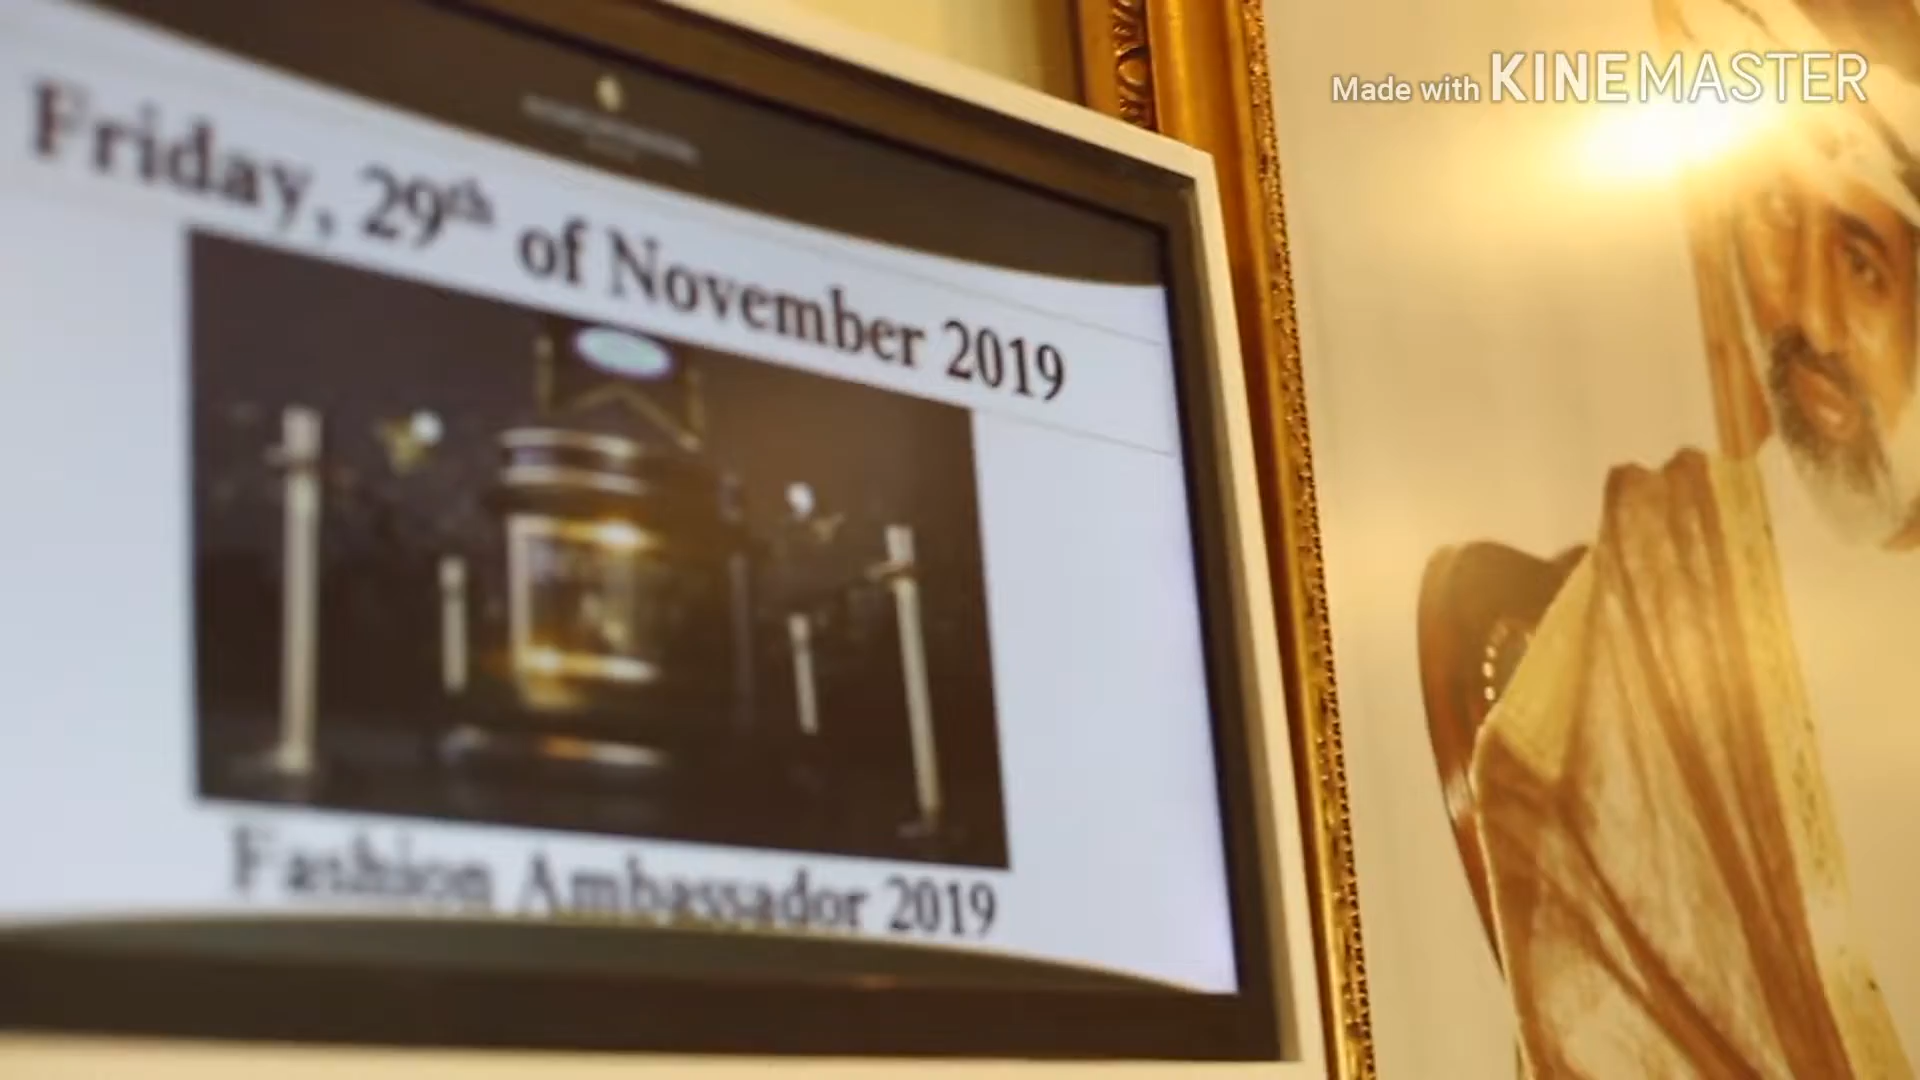 Made with KINEMASTER
Friday, 29th of November 2019
Fashion Ambassador 2019